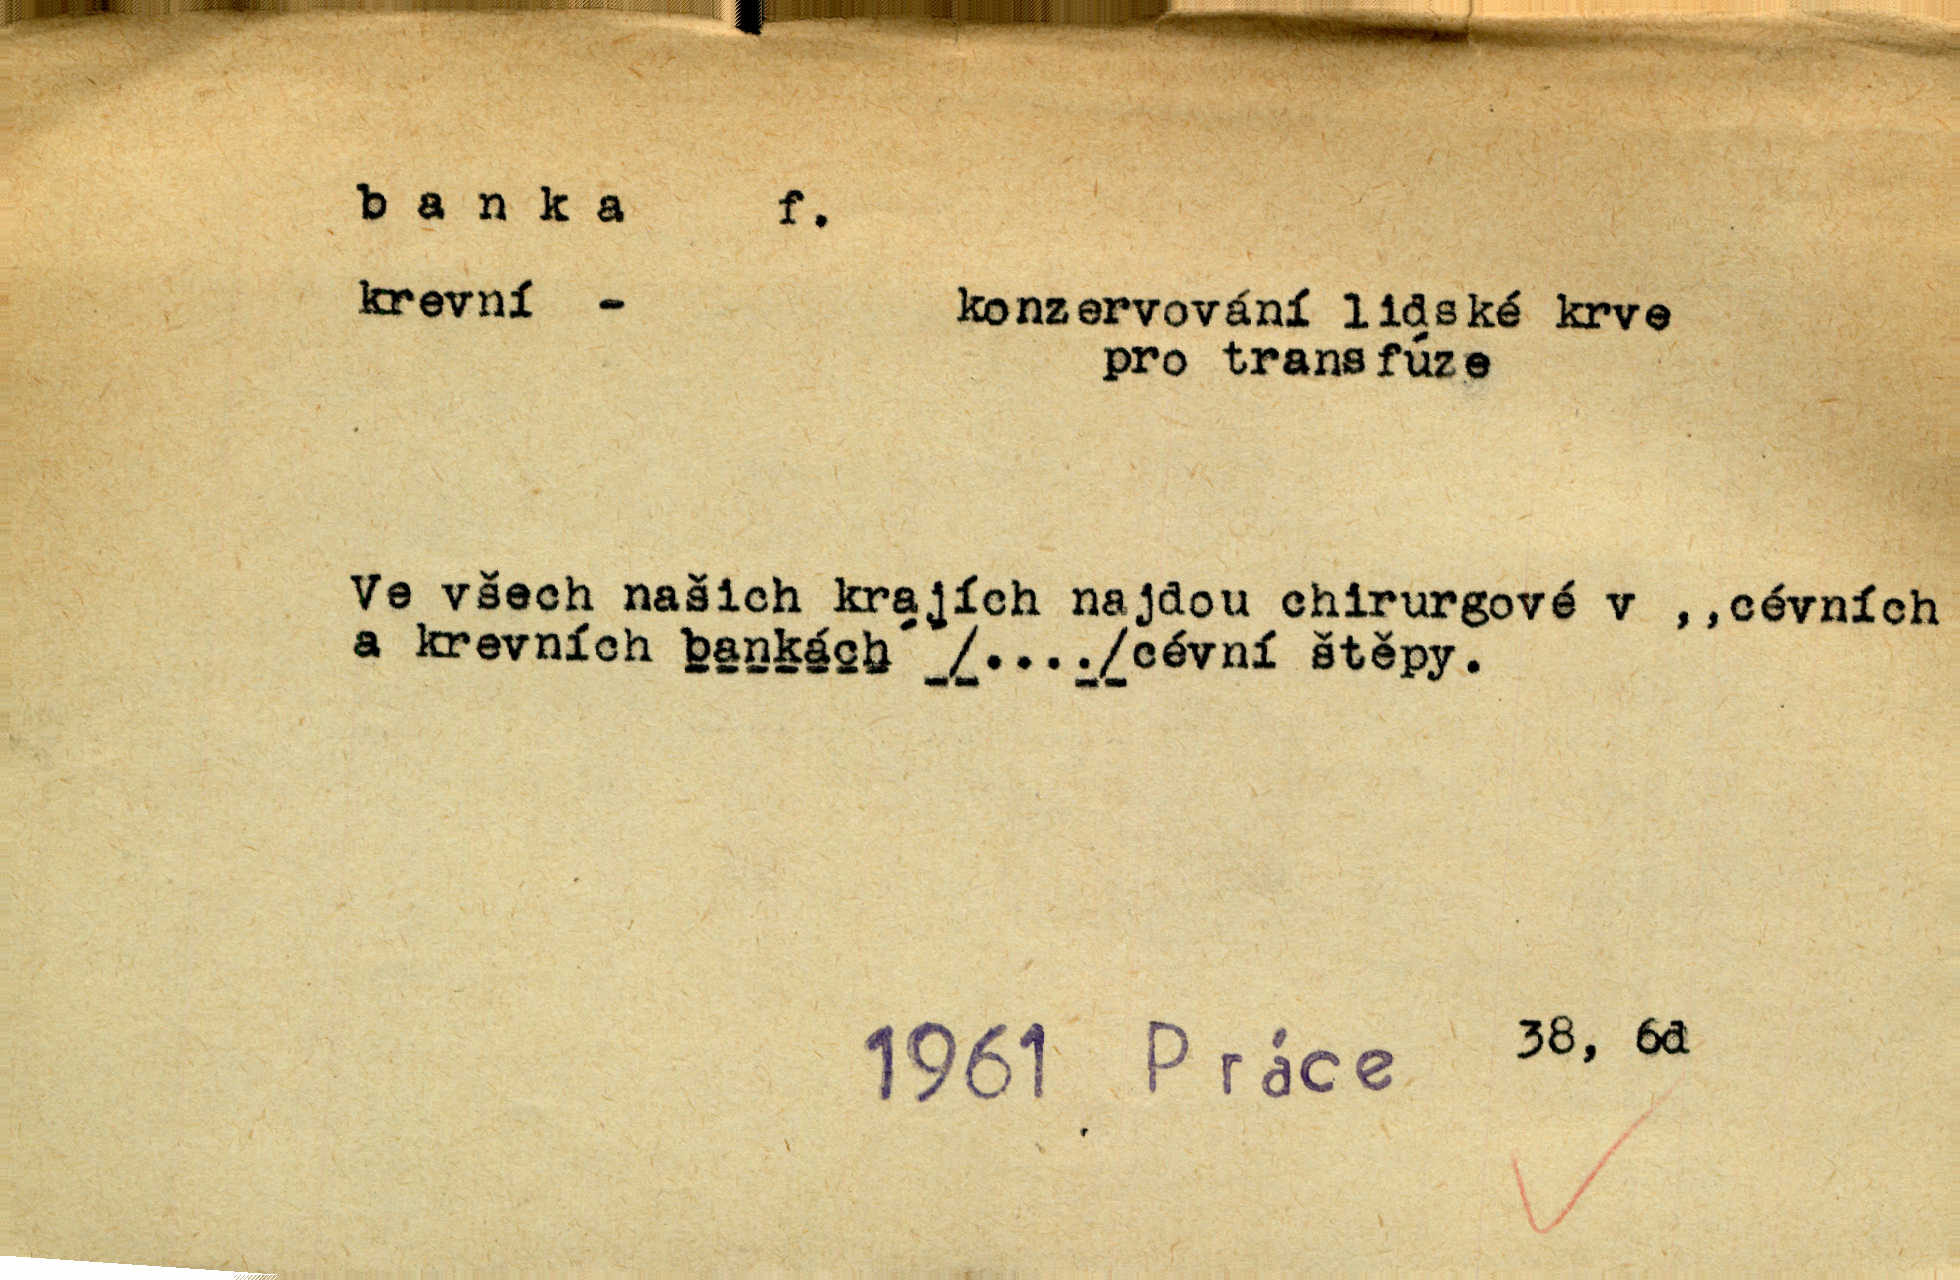 banka f.
krevní - konzervování lidské krve
pro transfúze
Ve všech našich krajích najdou chirurgové v ,,cévních
a krevních bankách´´/..../cévní štěpy.
1961 Práce 38, 6d